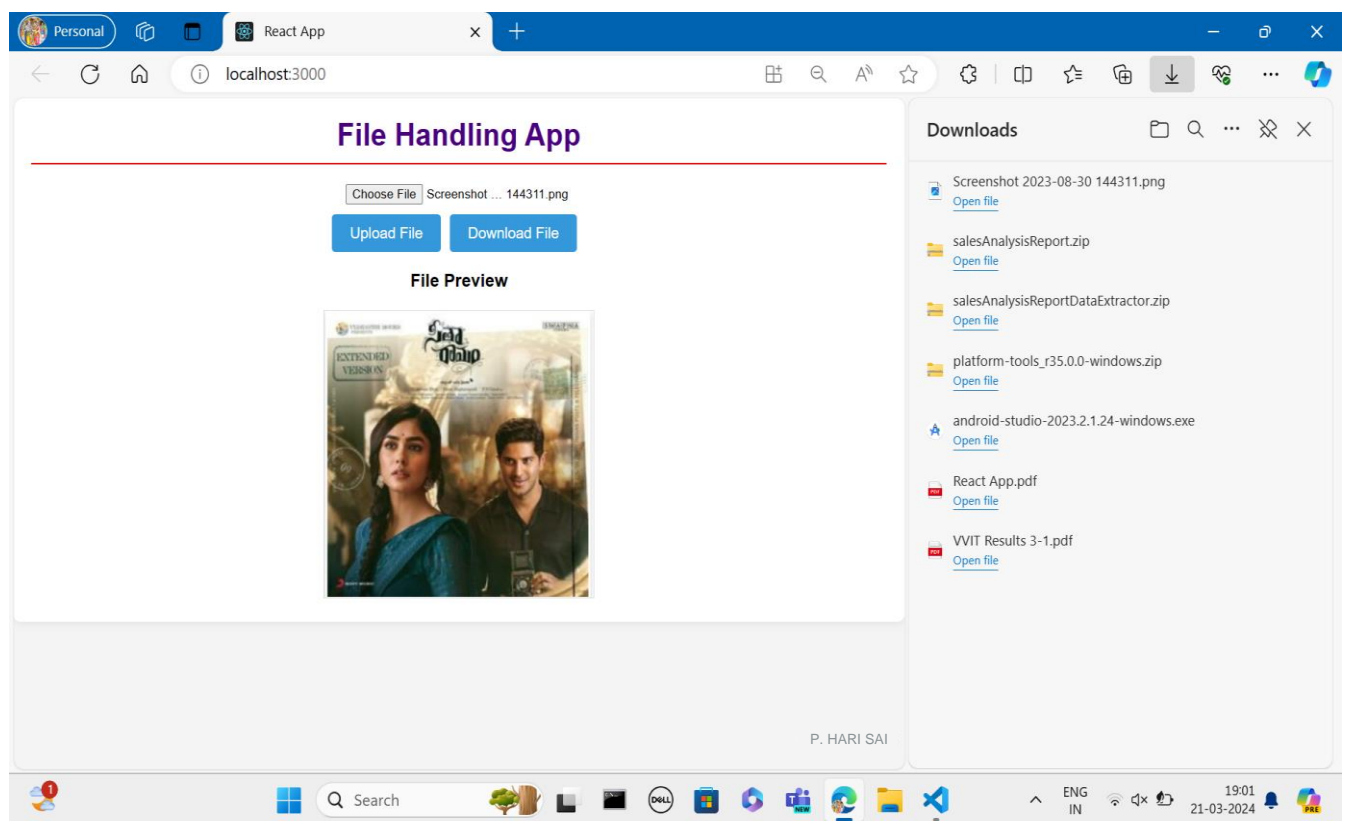 Personal
React App
localhost:3000
File Handling App
Choose File Screenshot ... 144311.png
Upload File Download File
File Preview
EXTENDED
VERSION
Downloads
Screenshot 2023-08-30 144311.png
Open file
salesAnalysisReport.zip
Open file
salesAnalysisReportDataExtractor.zip
Open file
platform-tools_r35.0.0-windows.zip
Open file
android-studio-2023.2.1.24-windows.exe
Open file
React App.pdf
Open file
VVIT Results 3-1.pdf
Open file
P. HARI SAI
1
Search
DELL
NEW
ENG
IN
19:01
21-03-2024
PRE